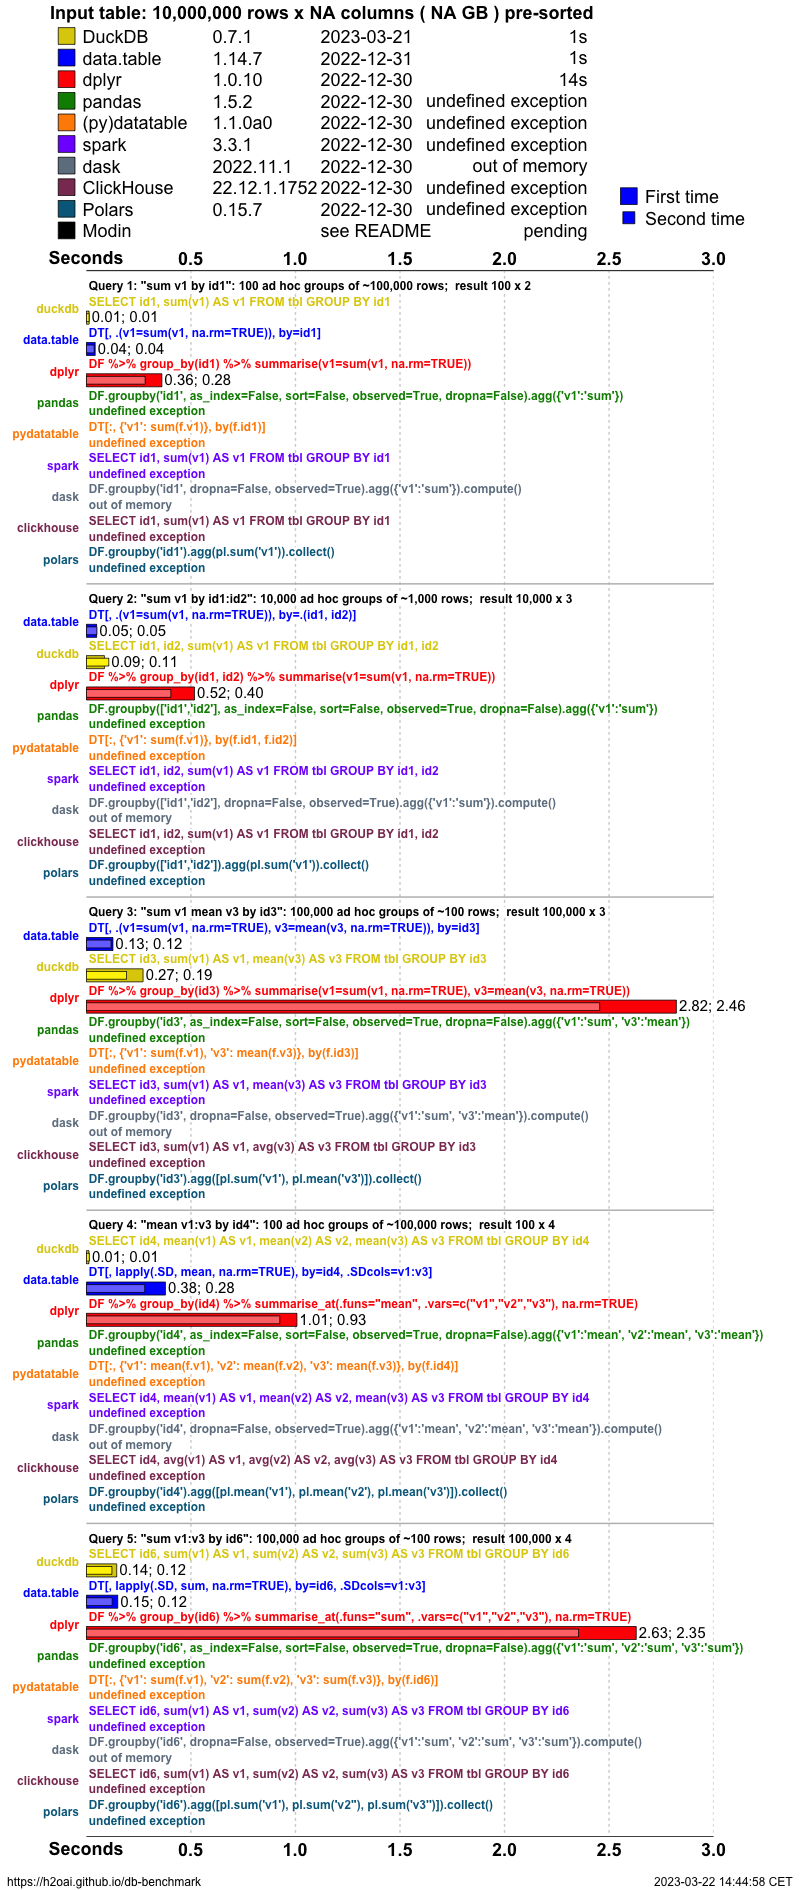 Input table: 10,000,000 rows x NA columns ( NA GB ) pre-sorted
DuckDB 0.7.1 2023-03-21 1s
data.table 1.14.7 2022-12-31 1s
dplyr 1.0.10 2022-12-30 14s
pandas 1.5.2 2022-12-30 undefined exception
(py)datatable 1.1.0a0 2022-12-30 undefined exception
spark 3.3.1 2022-12-30 undefined exception
dask 2022.11.1 2022-12-30 out of memory
ClickHouse 22.12.1.1752 2022-12-30 undefined exception
Polars 0.15.7 2022-12-30 undefined exception
Modin see README pending
First time
Second time
Seconds 0.5 1.0 1.5 2.0 2.5 3.0
Query 1: "sum v1 by id1": 100 ad hoc groups of ~100,000 rows; result 100 x 2
duckdb SELECT id1, sum(v1) AS v1 FROM tbl GROUP BY id1
0.01; 0.01
data.table DT[, .(v1=sum(v1, na.rm=TRUE)), by=id1]
0.04; 0.04
dplyr DF %>% group_by(id1) %>% summarise(v1=sum(v1, na.rm=TRUE))
0.36; 0.28
pandas DF.groupby('id1', as_index=False, sort=False, observed=True, dropna=False).agg({'v1':'sum'})
undefined exception
pydatatable DT[:, {'v1': sum(f.v1)}, by(f.id1)]
undefined exception
spark SELECT id1, sum(v1) AS v1 FROM tbl GROUP BY id1
undefined exception
dask DF.groupby('id1', dropna=False, observed=True).agg({'v1':'sum'}).compute()
out of memory
clickhouse SELECT id1, sum(v1) AS v1 FROM tbl GROUP BY id1
undefined exception
polars DF.groupby('id1').agg(pl.sum('v1')).collect()
undefined exception
Query 2: "sum v1 by id1:id2": 10,000 ad hoc groups of ~1,000 rows; result 10,000 x 3
data.table DT[, .(v1=sum(v1, na.rm=TRUE)), by=.(id1, id2)]
0.05; 0.05
duckdb SELECT id1, id2, sum(v1) AS v1 FROM tbl GROUP BY id1, id2
0.09; 0.11
dplyr DF %>% group_by(id1, id2) %>% summarise(v1=sum(v1, na.rm=TRUE))
0.52; 0.40
pandas DF.groupby(['id1','id2'], as_index=False, sort=False, observed=True, dropna=False).agg({'v1':'sum'})
undefined exception
pydatatable DT[:, {'v1': sum(f.v1)}, by(f.id1, f.id2)]
undefined exception
spark SELECT id1, id2, sum(v1) AS v1 FROM tbl GROUP BY id1, id2
undefined exception
dask DF.groupby(['id1','id2'], dropna=False, observed=True).agg({'v1':'sum'}).compute()
out of memory
clickhouse SELECT id1, id2, sum(v1) AS v1 FROM tbl GROUP BY id1, id2
undefined exception
polars DF.groupby(['id1','id2']).agg(pl.sum('v1')).collect()
undefined exception
Query 3: "sum v1 mean v3 by id3": 100,000 ad hoc groups of ~100 rows; result 100,000 x 3
data.table DT[, .(v1=sum(v1, na.rm=TRUE), v3=mean(v3, na.rm=TRUE)), by=id3]
0.13; 0.12
duckdb SELECT id3, sum(v1) AS v1, mean(v3) AS v3 FROM tbl GROUP BY id3
0.27; 0.19
dplyr DF %>% group_by(id3) %>% summarise(v1=sum(v1, na.rm=TRUE), v3=mean(v3, na.rm=TRUE))
2.82; 2.46
pandas DF.groupby('id3', as_index=False, sort=False, observed=True, dropna=False).agg({'v1':'sum', 'v3':'mean'})
undefined exception
pydatatable DT[:, {'v1': sum(f.v1), 'v3': mean(f.v3)}, by(f.id3)]
undefined exception
spark SELECT id3, sum(v1) AS v1, mean(v3) AS v3 FROM tbl GROUP BY id3
undefined exception
dask DF.groupby('id3', dropna=False, observed=True).agg({'v1':'sum', 'v3':'mean'}).compute()
out of memory
clickhouse SELECT id3, sum(v1) AS v1, avg(v3) AS v3 FROM tbl GROUP BY id3
undefined exception
polars DF.groupby('id3').agg([pl.sum('v1'), pl.mean('v3')]).collect()
undefined exception
Query 4: "mean v1:v3 by id4": 100 ad hoc groups of ~100,000 rows; result 100 x 4
duckdb SELECT id4, mean(v1) AS v1, mean(v2) AS v2, mean(v3) AS v3 FROM tbl GROUP BY id4
0.01; 0.01
data.table DT[, lapply(.SD, mean, na.rm=TRUE), by=id4, .SDcols=v1:v3]
0.38; 0.28
dplyr DF %>% group_by(id4) %>% summarise_at(.funs="mean", .vars=c("v1","v2","v3"), na.rm=TRUE)
1.01; 0.93
pandas DF.groupby('id4', as_index=False, sort=False, observed=True, dropna=False).agg({'v1':'mean', 'v2':'mean', 'v3':'mean'})
undefined exception
pydatatable DT[:, {'v1': mean(f.v1), 'v2': mean(f.v2), 'v3': mean(f.v3)}, by(f.id4)]
undefined exception
spark SELECT id4, mean(v1) AS v1, mean(v2) AS v2, mean(v3) AS v3 FROM tbl GROUP BY id4
undefined exception
dask DF.groupby('id4', dropna=False, observed=True).agg({'v1':'mean', 'v2':'mean', 'v3':'mean'}).compute()
out of memory
clickhouse SELECT id4, avg(v1) AS v1, avg(v2) AS v2, avg(v3) AS v3 FROM tbl GROUP BY id4
undefined exception
polars DF.groupby('id4').agg([pl.mean('v1'), pl.mean('v2'), pl.mean('v3')]).collect()
undefined exception
Query 5: "sum v1:v3 by id6": 100,000 ad hoc groups of ~100 rows; result 100,000 x 4
duckdb SELECT id6, sum(v1) AS v1, sum(v2) AS v2, sum(v3) AS v3 FROM tbl GROUP BY id6
0.14; 0.12
data.table DT[, lapply(.SD, sum, na.rm=TRUE), by=id6, .SDcols=v1:v3]
0.15; 0.12
dplyr DF %>% group_by(id6) %>% summarise_at(.funs="sum", .vars=c("v1","v2","v3"), na.rm=TRUE)
2.63; 2.35
pandas DF.groupby('id6', as_index=False, sort=False, observed=True, dropna=False).agg({'v1':'sum', 'v2':'sum', 'v3':'sum'})
undefined exception
pydatatable DT[:, {'v1': sum(f.v1), 'v2': sum(f.v2), 'v3': sum(f.v3)}, by(f.id6)]
undefined exception
spark SELECT id6, sum(v1) AS v1, sum(v2) AS v2, sum(v3) AS v3 FROM tbl GROUP BY id6
undefined exception
dask DF.groupby('id6', dropna=False, observed=True).agg({'v1':'sum', 'v2':'sum', 'v3':'sum'}).compute()
out of memory
clickhouse SELECT id6, sum(v1) AS v1, sum(v2) AS v2, sum(v3) AS v3 FROM tbl GROUP BY id6
undefined exception
polars DF.groupby('id6').agg([pl.sum('v1'), pl.sum('v2"), pl.sum('v3")]).collect()
undefined exception
Seconds 0.5 1.0 1.5 2.0 2.5 3.0
https://h2oai.github.io/db-benchmark 2023-03-22 14:44:58 CET